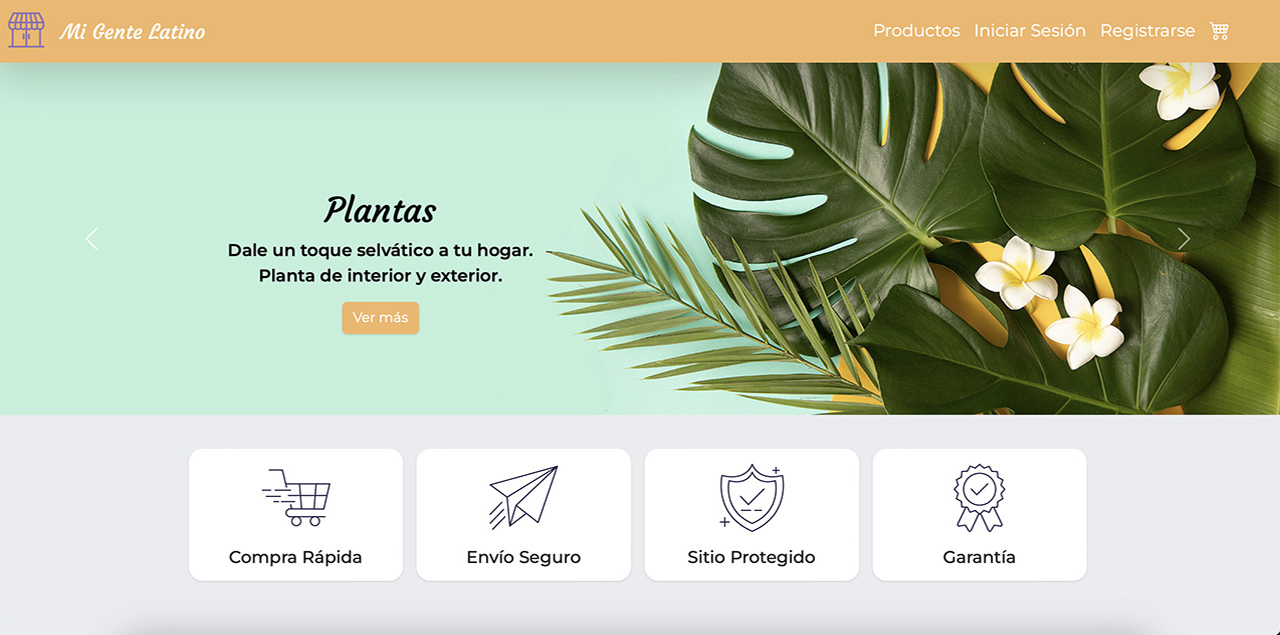 Mi Gente Latino
Productos Iniciar Sesión Registrarse
Plantas
Dale un toque selvático a tu hogar.
Planta de interior y exterior.
Ver más
Compra Rápida
Envío Seguro
Sitio Protegido
Garantía